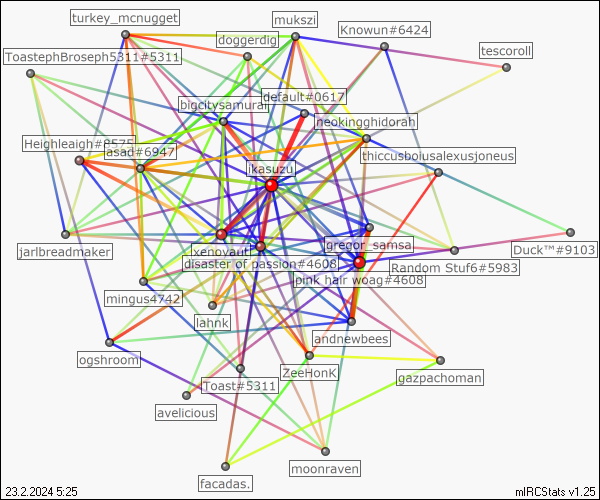 turkey_mcnugget
mukszi
Knowun#6424
doggerdig
tescoroll
ToastephBroseph5311#5311
default#0617
bigcitysamurai
neokingghidorah
Heighleigh#8575
asad#6947
thiccusboiusalexusjoneus
ikasuzu
jarlbreadmaker
xenoyault
gregor_samsa
Duck™#9103
disaster of passion#4608
Random Stuf6#5983
pink hair woag#4608
mingus4742
lahnk
andnewbees
ogshroom
ZeeHonK
Toast#5311
gazpachoman
avelicious
moonraven
facadas.
23.2.2024 5:25
mIRCStats v1.25